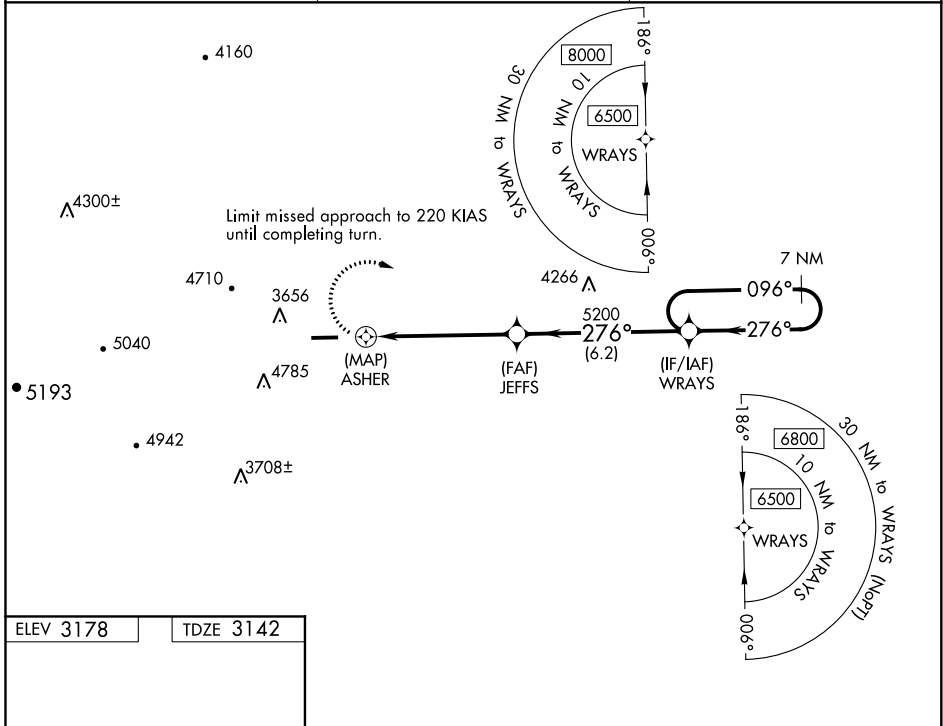 4160
4300±
Limit missed approach to 220 KIAS
until completing turn.
4710
3656
5040
4785
5193
4942
3708±
(MAP)
ASHER
(FAF)
JEFFS
4266
5200
276°
(6.2)
(IF/IAF)
WRAYS
7 NM
096°
276°
186°
8000
30 NM to WRAYS
10 NM to WRAYS
6500
WRAYS
006°
186°
6800
30 NM to WRAYS (NoPT)
10 NM to WRAYS
6500
WRAYS
006°
ELEV 3178
TDZE 3142